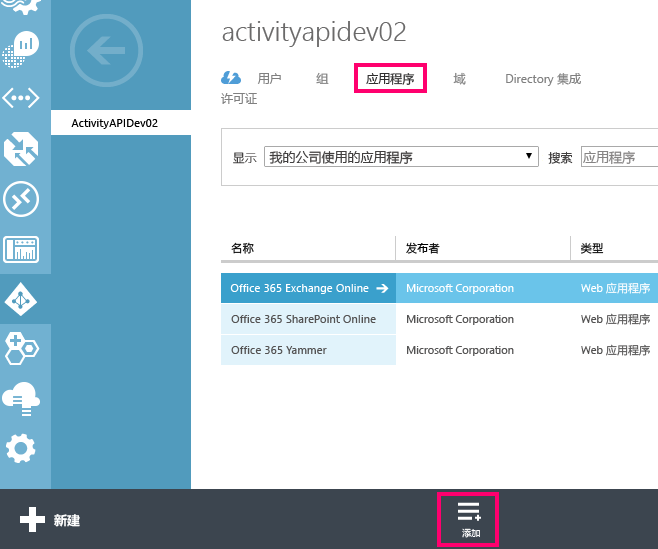 activityapidev02
用户 组 应用程序 域 Directory 集成
许可证
ActivityAPIDev02
显示 我的公司使用的应用程序 搜索 应用程序
名称 发布者 类型
Office 365 Exchange Online Microsoft Corporation Web 应用程序
Office 365 SharePoint Online Microsoft Corporation Web 应用程序
Office 365 Yammer Microsoft Corporation Web 应用程序
新建 添加